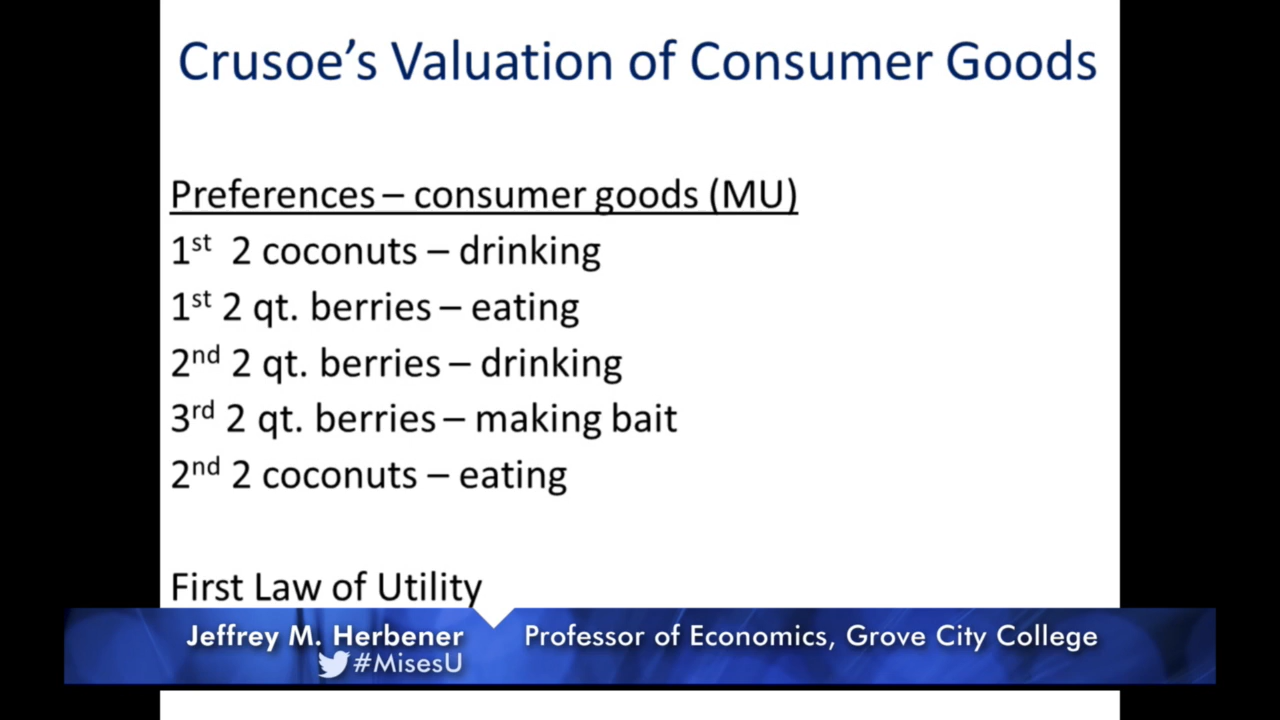 Crusoe's Valuation of Consumer Goods
Preferences – consumer goods (MU)
1st 2 coconuts – drinking
1st 2 qt. berries – eating
2nd 2 qt. berries – drinking
3rd 2 qt. berries – making bait
2nd 2 coconuts – eating
First Law of Utility
Jeffrey M. Herbener
Professor of Economics, Grove City College
#MisesU